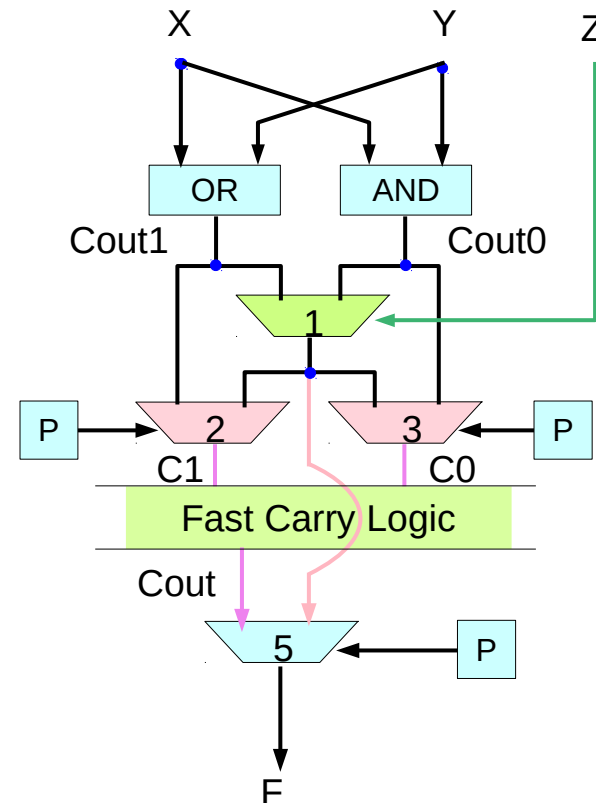 X Y Z
OR AND
Cout1 Cout0
1
P 2 3 P
C1 C0
Fast Carry Logic
Cout
5 P
F